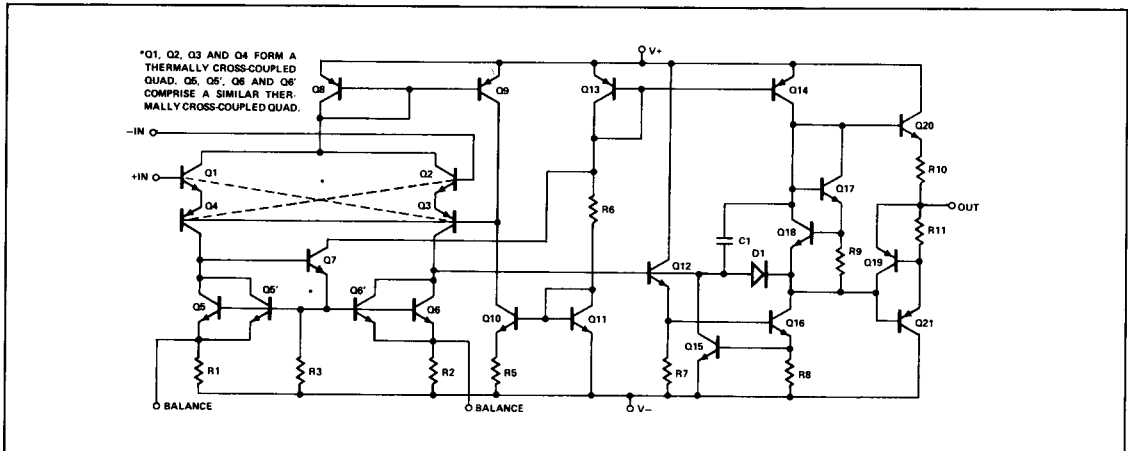 *Q1, Q2, Q3 AND Q4 FORM A
THERMALLY CROSS-COUPLED
QUAD. Q5, Q5', Q6 AND Q6'
COMPRISE A SIMILAR THER-
MALLY CROSS-COUPLED QUAD.
V+
Q8
Q9
Q13
Q14
Q20
-IN
+IN
Q1
Q2
Q17
R10
Q4
Q3
R6
OUT
C1
Q18
R11
D1
R9
Q19
Q7
Q12
Q5
Q5'
Q6'
Q6
Q10
Q11
Q16
Q21
Q15
R1
R3
R2
R5
R7
R8
BALANCE
BALANCE
V-